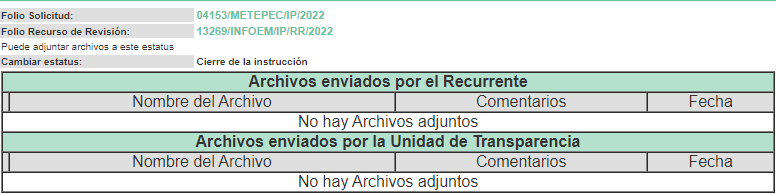 Folio Solicitud: 04153/METEPEC/IP/2022
Folio Recurso de Revisión: 13269/INFOEM/IP/RR/2022
Puede adjuntar archivos a este estatus
Cambiar estatus: Cierre de la instrucción
Archivos enviados por el Recurrente
Nombre del Archivo Comentarios Fecha
No hay Archivos adjuntos
Archivos enviados por la Unidad de Transparencia
Nombre del Archivo Comentarios Fecha
No hay Archivos adjuntos